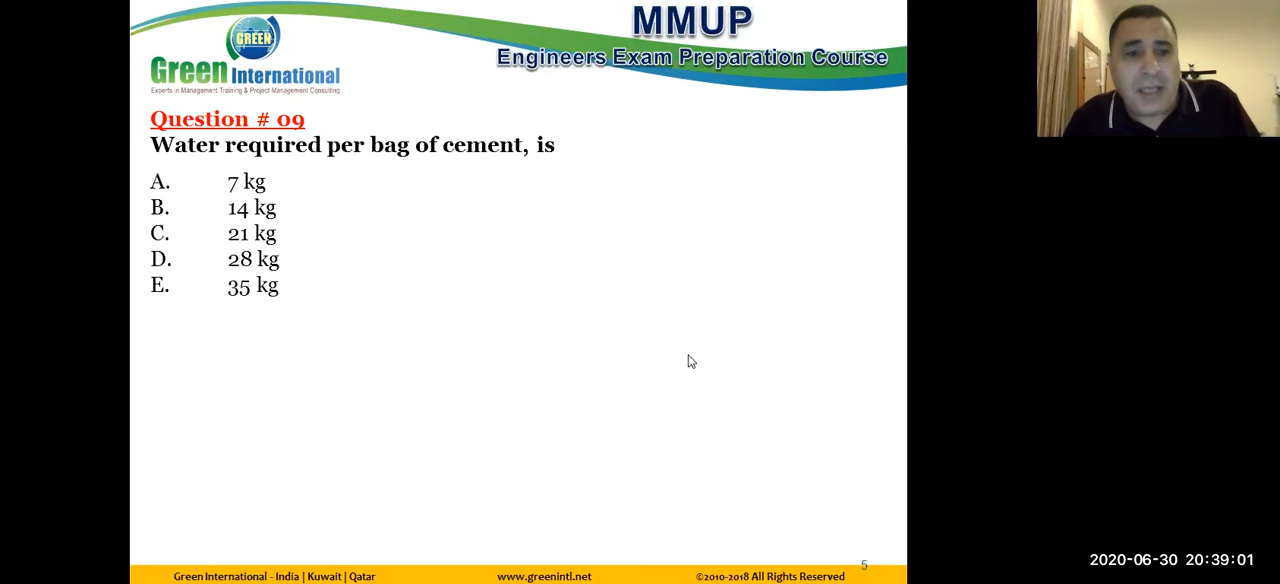 MMUP
Engineers Exam Preparation Course
GREEN
Green International
Experts in Management Training & Project Management Consulting
Question # 09
Water required per bag of cement, is
A. 7 kg
B. 14 kg
C. 21 kg
D. 28 kg
E. 35 kg
5
Green International - India | Kuwait | Qatar www.greenintl.net ©2010-2018 All Rights Reserved
2020-06-30 20:39:01